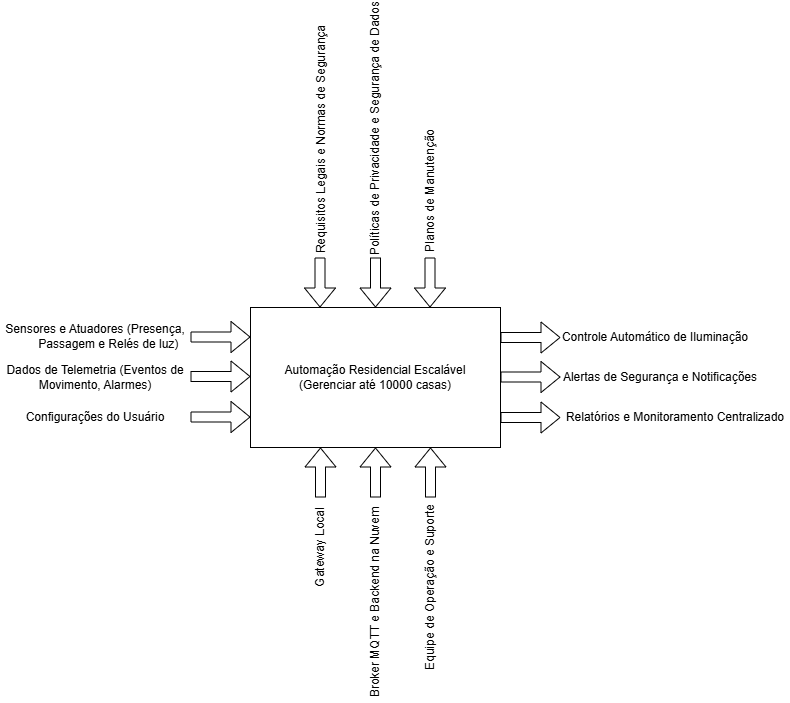 Requisitos Legais e Normas de Segurança
Políticas de Privacidade e Segurança de Dados
Planos de Manutenção
Sensores e Atuadores (Presença,
Passagem e Relés de luz)
Dados de Telemetria (Eventos de
Movimento, Alarmes)
Configurações do Usuário
Automação Residencial Escalável
(Gerenciar até 10000 casas)
Controle Automático de Iluminação
Alertas de Segurança e Notificações
Relatórios e Monitoramento Centralizado
Gateway Local
Broker MQTT e Backend na Nuvem
Equipe de Operação e Suporte